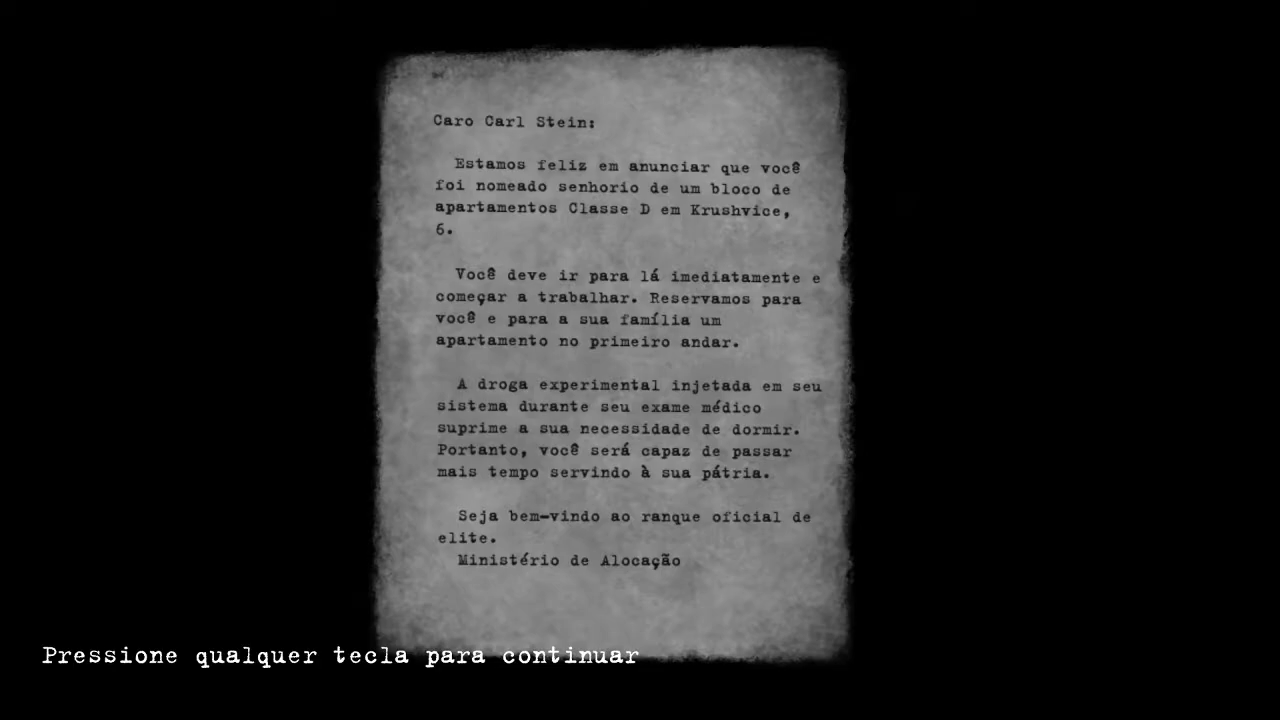 Caro Carl Stein:
Estamos feliz em anunciar que você
foi nomeado senhorio de um bloco de
apartamentos Classe D em Krushvice,
6.
Você deve ir para lá imediatamente e
começar a trabalhar. Reservamos para
você e para a sua família um
apartamento no primeiro andar.
A droga experimental injetada em seu
sistema durante seu exame médico
suprime a sua necessidade de dormir.
Portanto, você será capaz de passar
mais tempo servindo à sua pátria.
Seja bem-vindo ao ranque oficial de
elite.
Ministério de Alocação
Pressione qualquer tecla para continuar